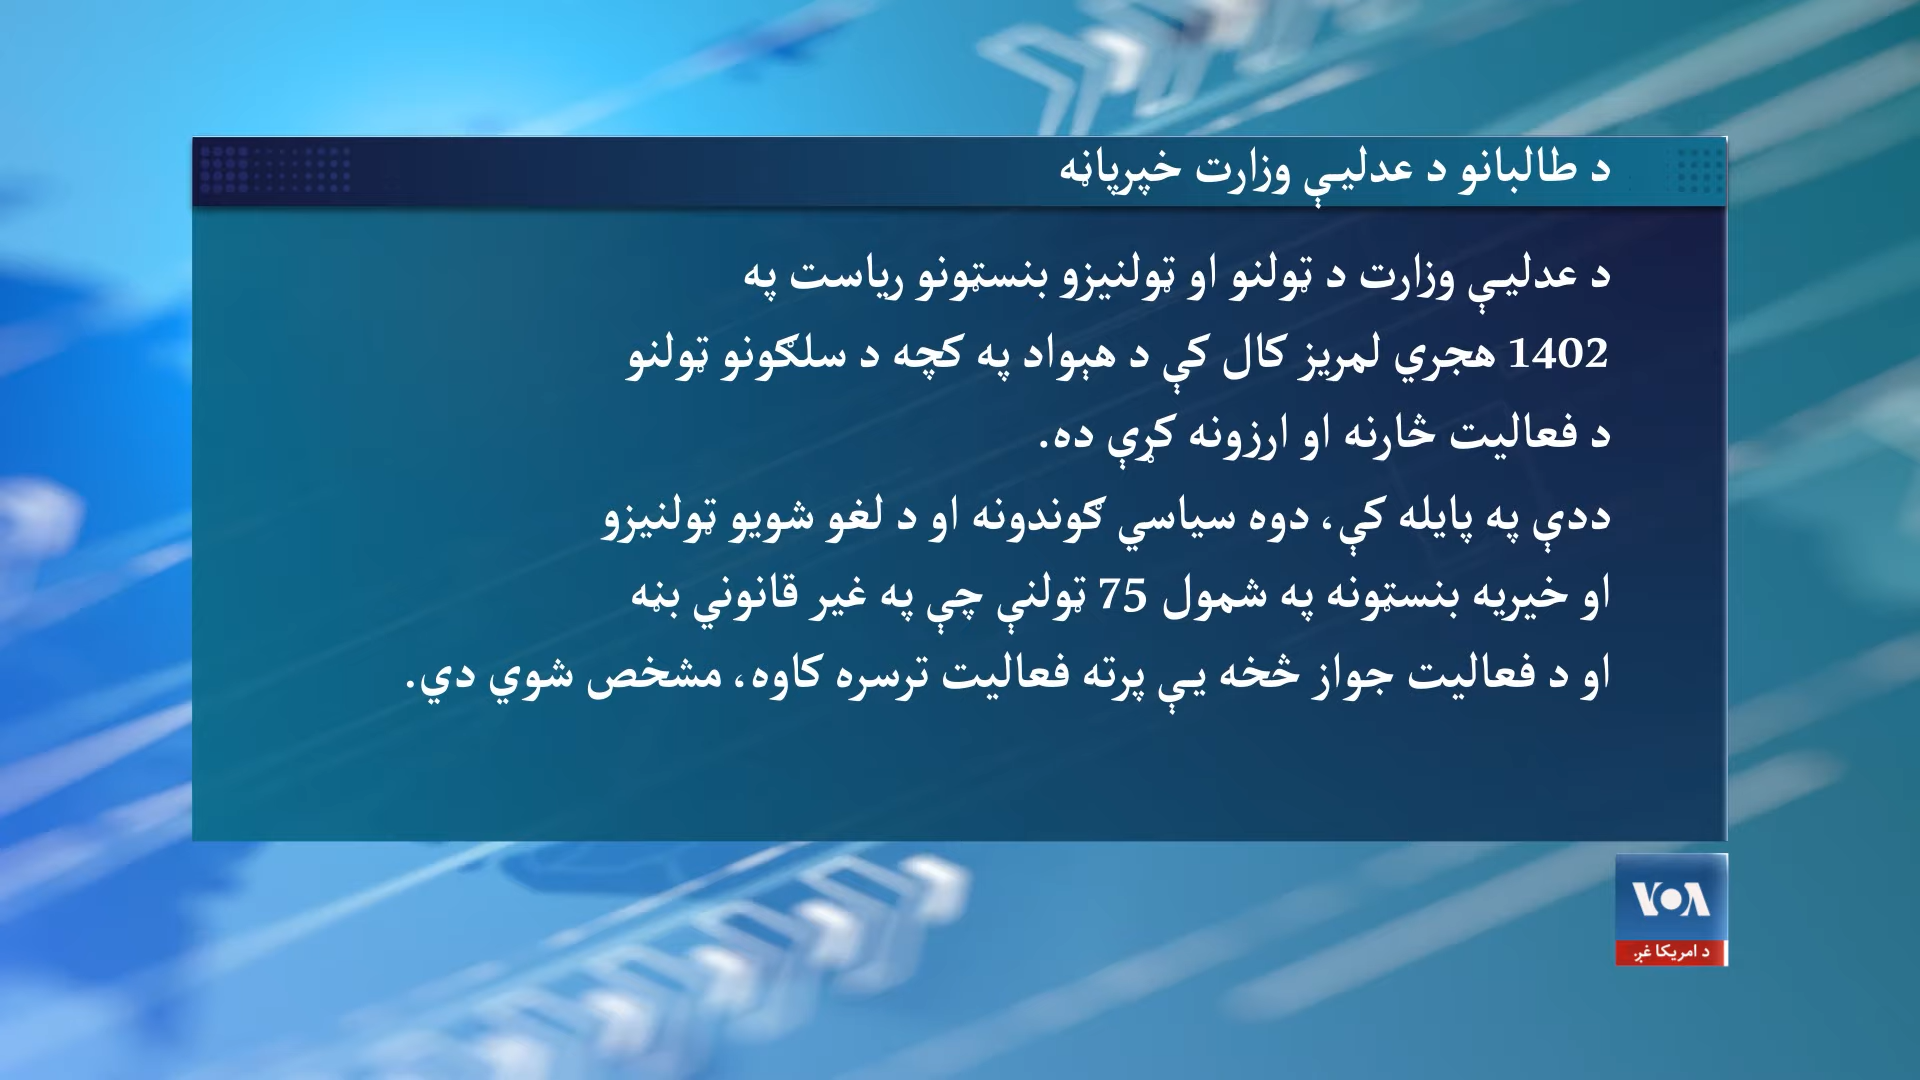 د طالبانو د عدلیې وزارت خپرپاڼه
د عدلیې وزارت د ټولنو او ټولنیزو بنسټونو ریاست په
1402 هجري لمریز کال کې د هېواد په کچه د سلګونو ټولنو
د فعالیت څارنه او ارزونه کړې ده.
ددې په پایله کې، دوه سیاسي ګوندونه او د لغو شویو ټولنیزو
او خیریه بنسټونه په شمول 75 ټولنې چې په غیر قانوني بڼه
او د فعالیت جواز څخه یې پرته فعالیت ترسره کاوه، مشخص شوي دي.
VOA
د امریکا غږ